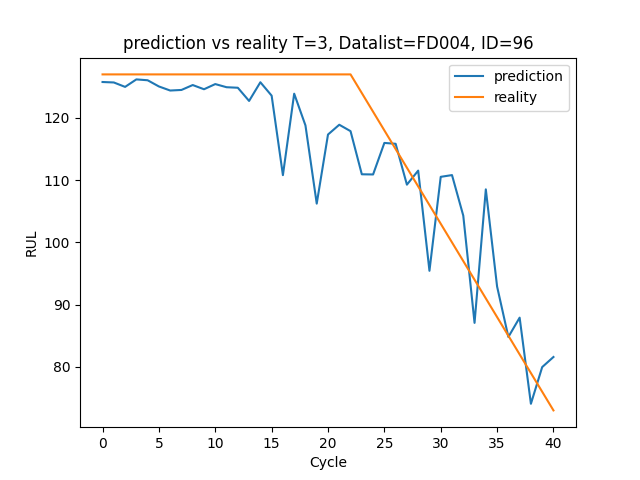 prediction vs reality T=3, Datalist=FD004, ID=96
prediction
reality
120
110
100
90
80
RUL
0 5 10 15 20 25 30 35 40
Cycle